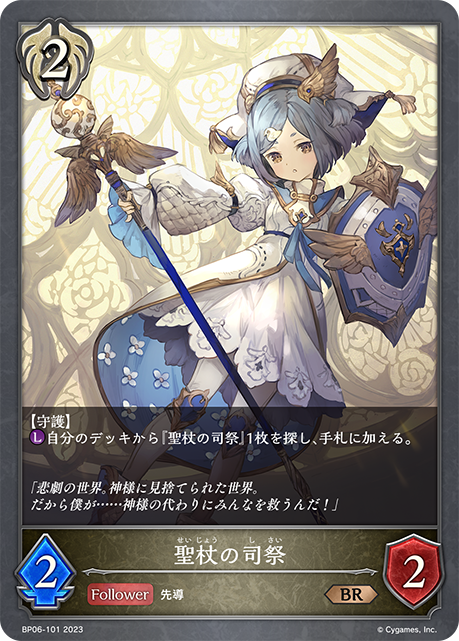 2
【守護】
L 自分のデッキから『聖杖の司祭』1枚を探し、手札に加える。
「悲劇の世界。神様に見捨てられた世界。
だから僕が……神様の代わりにみんなを救うんだ!」
せいじょう しさい
聖杖の司祭
2 Follower 先導 BR 2
BP06-101 2023 © Cygames, Inc.